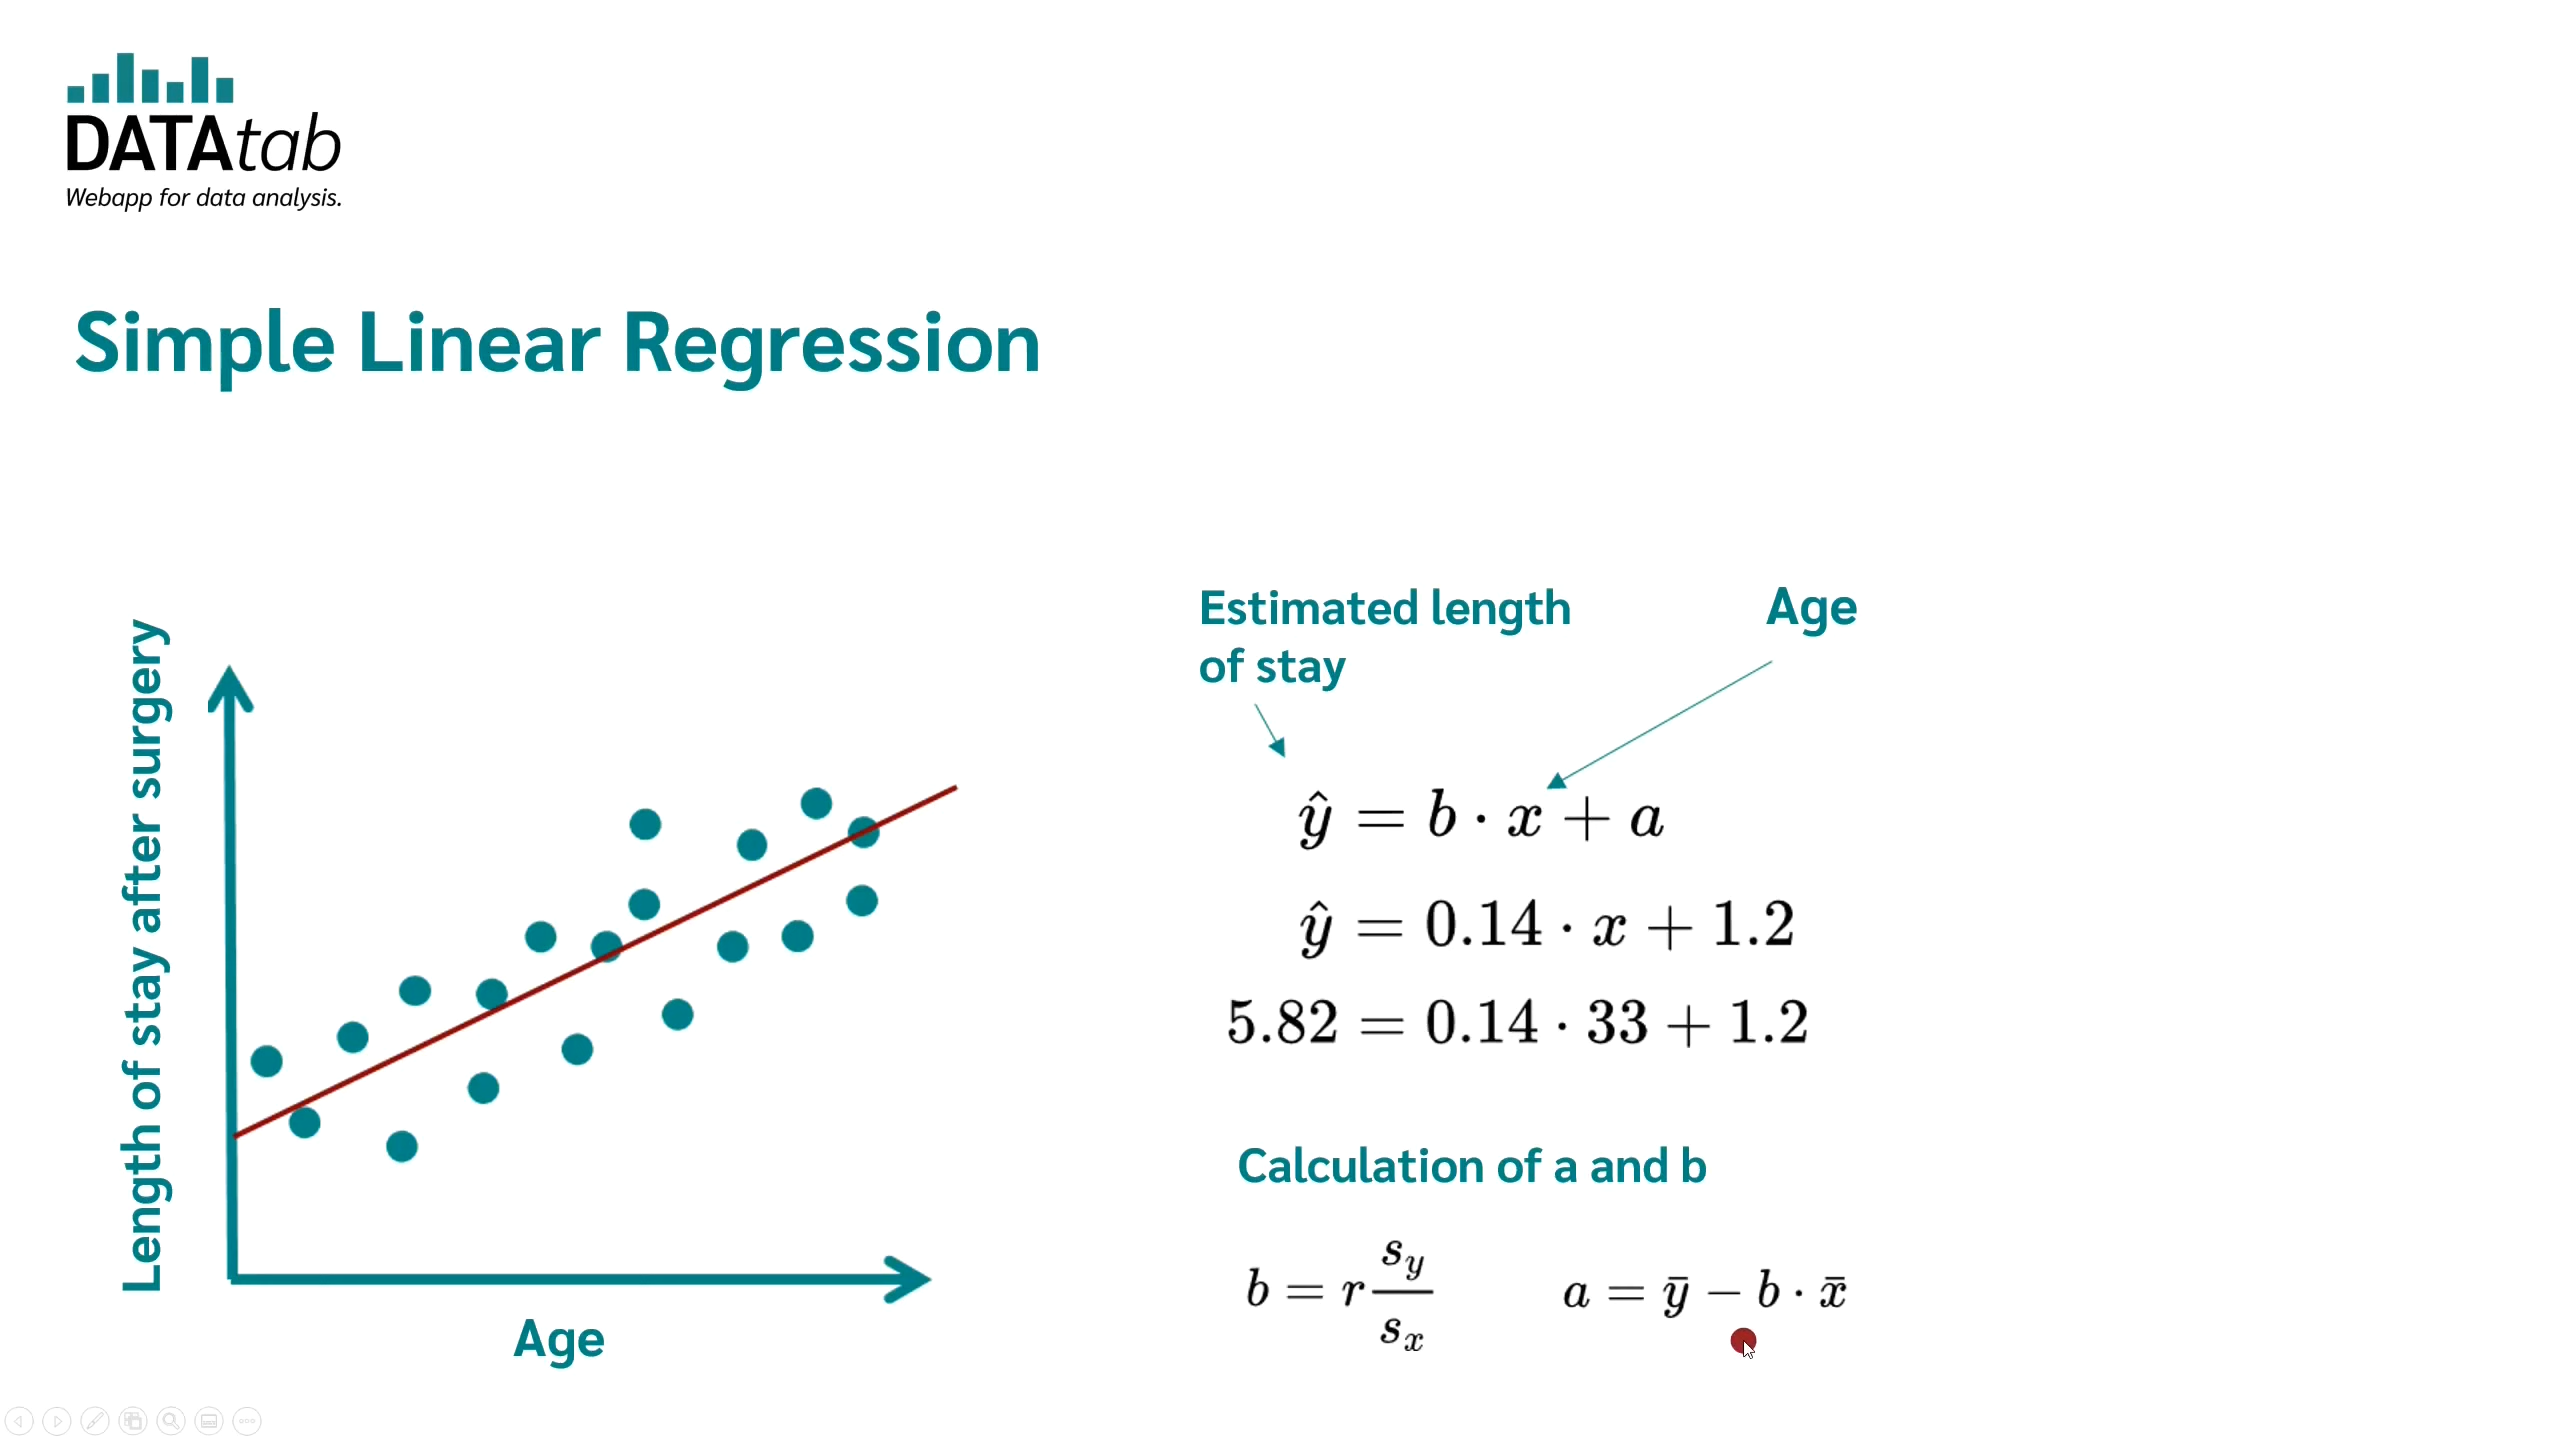 DATAtab
Webapp for data analysis.
Simple Linear Regression
Length of stay after surgery
Age
Estimated length
of stay
Age
ŷ = b · x + a
ŷ = 0.14 · x + 1.2
5.82 = 0.14 · 33 + 1.2
Calculation of a and b
b = r s_y / s_x
a = ȳ − b · x̄